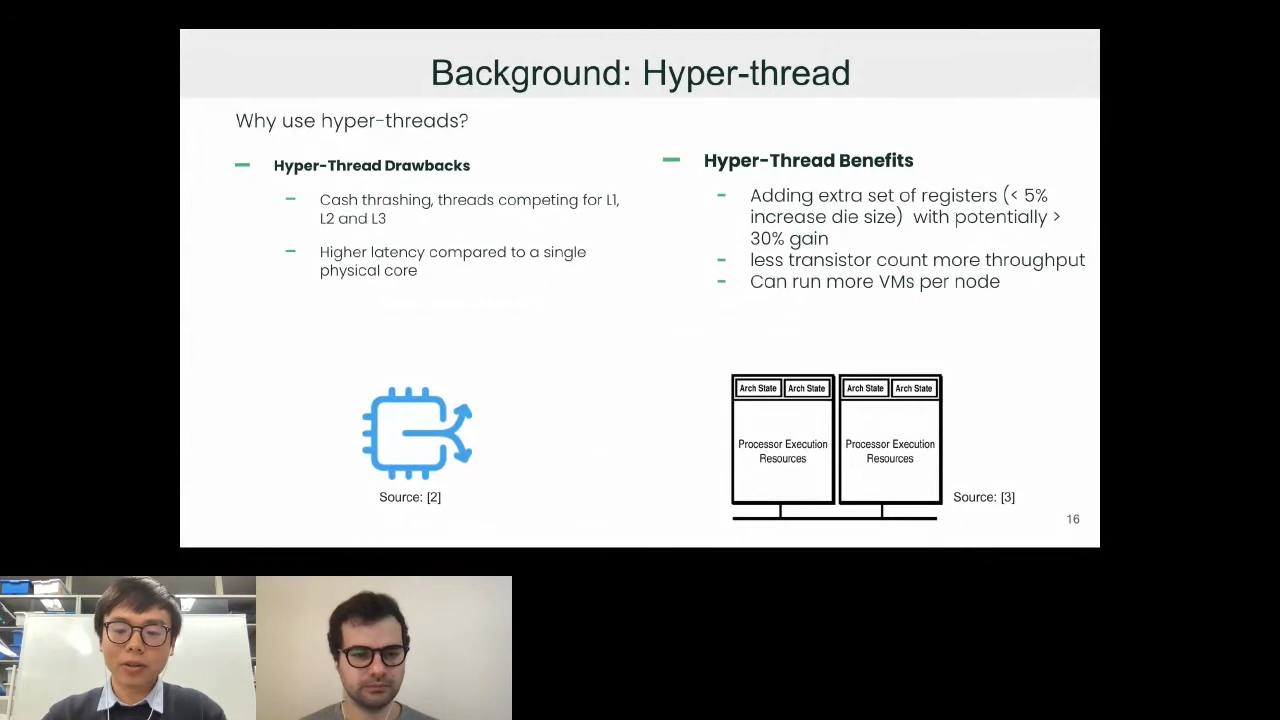 Background: Hyper-thread
Why use hyper-threads?
Hyper-Thread Drawbacks
- Cash thrashing, threads competing for L1,
L2 and L3
- Higher latency compared to a single
physical core
Source: [2]
Hyper-Thread Benefits
- Adding extra set of registers (< 5%
increase die size)  with potentially >
30% gain
- less transistor count more throughput
- Can run more VMs per node
Arch State Arch State Arch State Arch State
Processor Execution
Resources
Processor Execution
Resources
Source: [3]
16